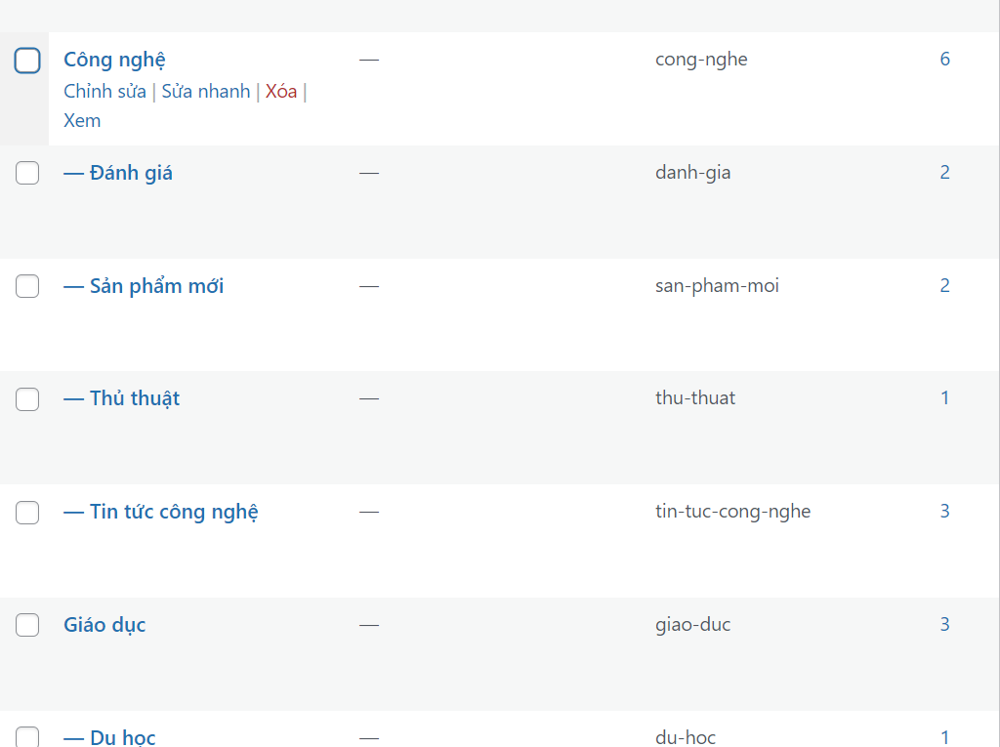 Công nghệ — cong-nghe 6
Chỉnh sửa | Sửa nhanh | Xóa |
Xem
— Đánh giá — danh-gia 2
— Sản phẩm mới — san-pham-moi 2
— Thủ thuật — thu-thuat 1
— Tin tức công nghệ — tin-tuc-cong-nghe 3
Giáo dục — giao-duc 3
— Du học — du-hoc 1